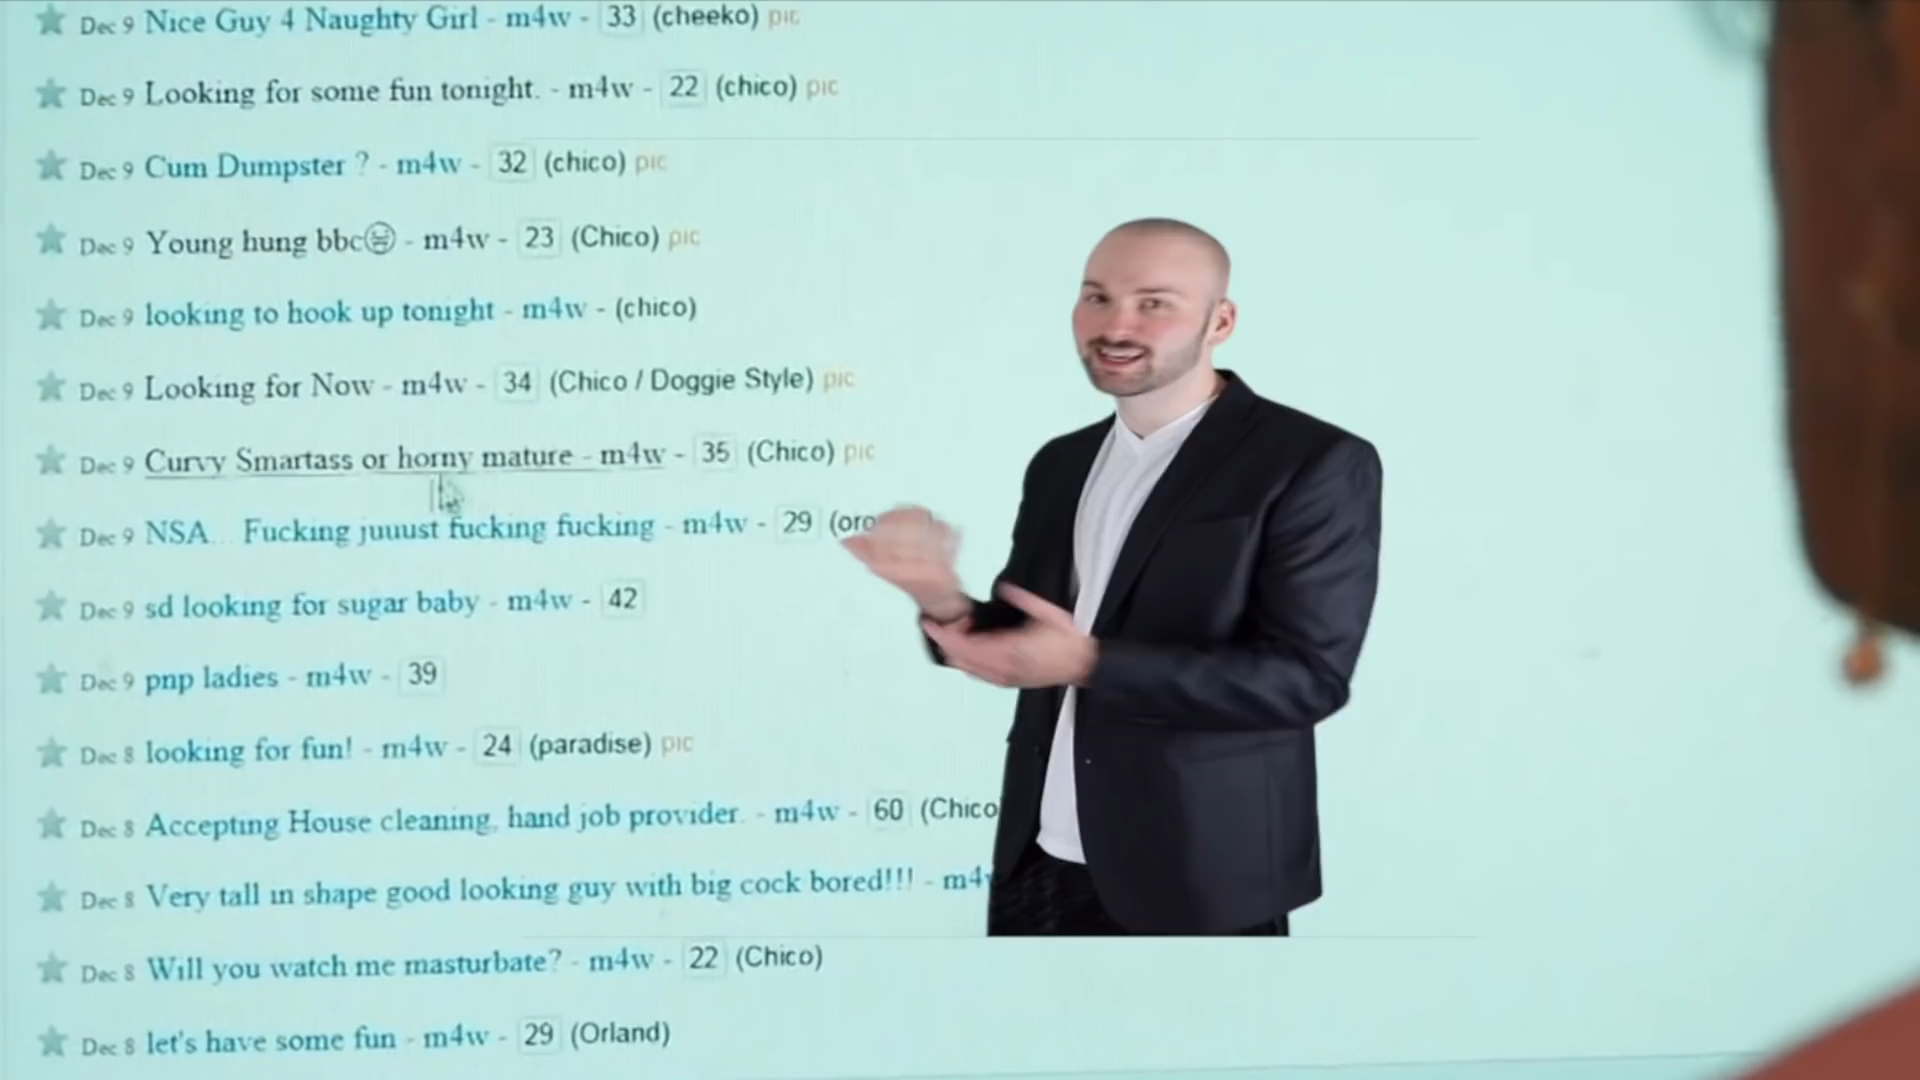 Dec 9 Nice Guy 4 Naughty Girl - m4w - 33 (cheeko) pic
Dec 9 Looking for some fun tonight. - m4w - 22 (chico) pic
Dec 9 Cum Dumpster ? - m4w - 32 (chico) pic
Dec 9 Young hung bbc - m4w - 23 (Chico) pic
Dec 9 looking to hook up tonight - m4w - (chico)
Dec 9 Looking for Now - m4w - 34 (Chico / Doggie Style) pic
Dec 9 Curvy Smartass or horny mature - m4w - 35 (Chico) pic
Dec 9 NSA... Fucking juuust fucking fucking - m4w - 29
Dec 9 sd looking for sugar baby - m4w - 42
Dec 9 pnp ladies - m4w - 39
Dec 8 looking for fun! - m4w - 24 (paradise) pic
Dec 8 Accepting House cleaning, hand job provider. - m4w - 60 (Chico
Dec 8 Very tall in shape good looking guy with big cock bored!!! -
Dec 8 Will you watch me masturbate? - m4w - 22 (Chico)
Dec 8 let's have some fun - m4w - 29 (Orland)